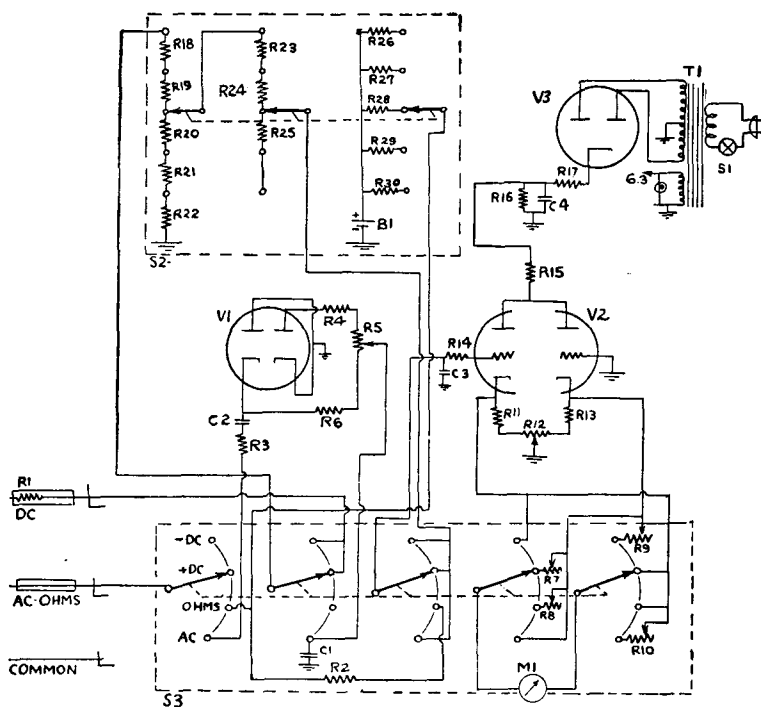 R18
R23
R26
R19
R24
R27
R28
R20
R25
R29
R21
R30
R22
B1
S2
V3
T1
R17
R16
C4
6.3
S1
R15
V1
R4
R5
R6
C2
R3
V2
R14
C3
R11
R12
R13
R1
DC
AC-OHMS
COMMON
-DC
+DC
OHMS
AC
C1
R2
R7
R8
R9
R10
M1
S3